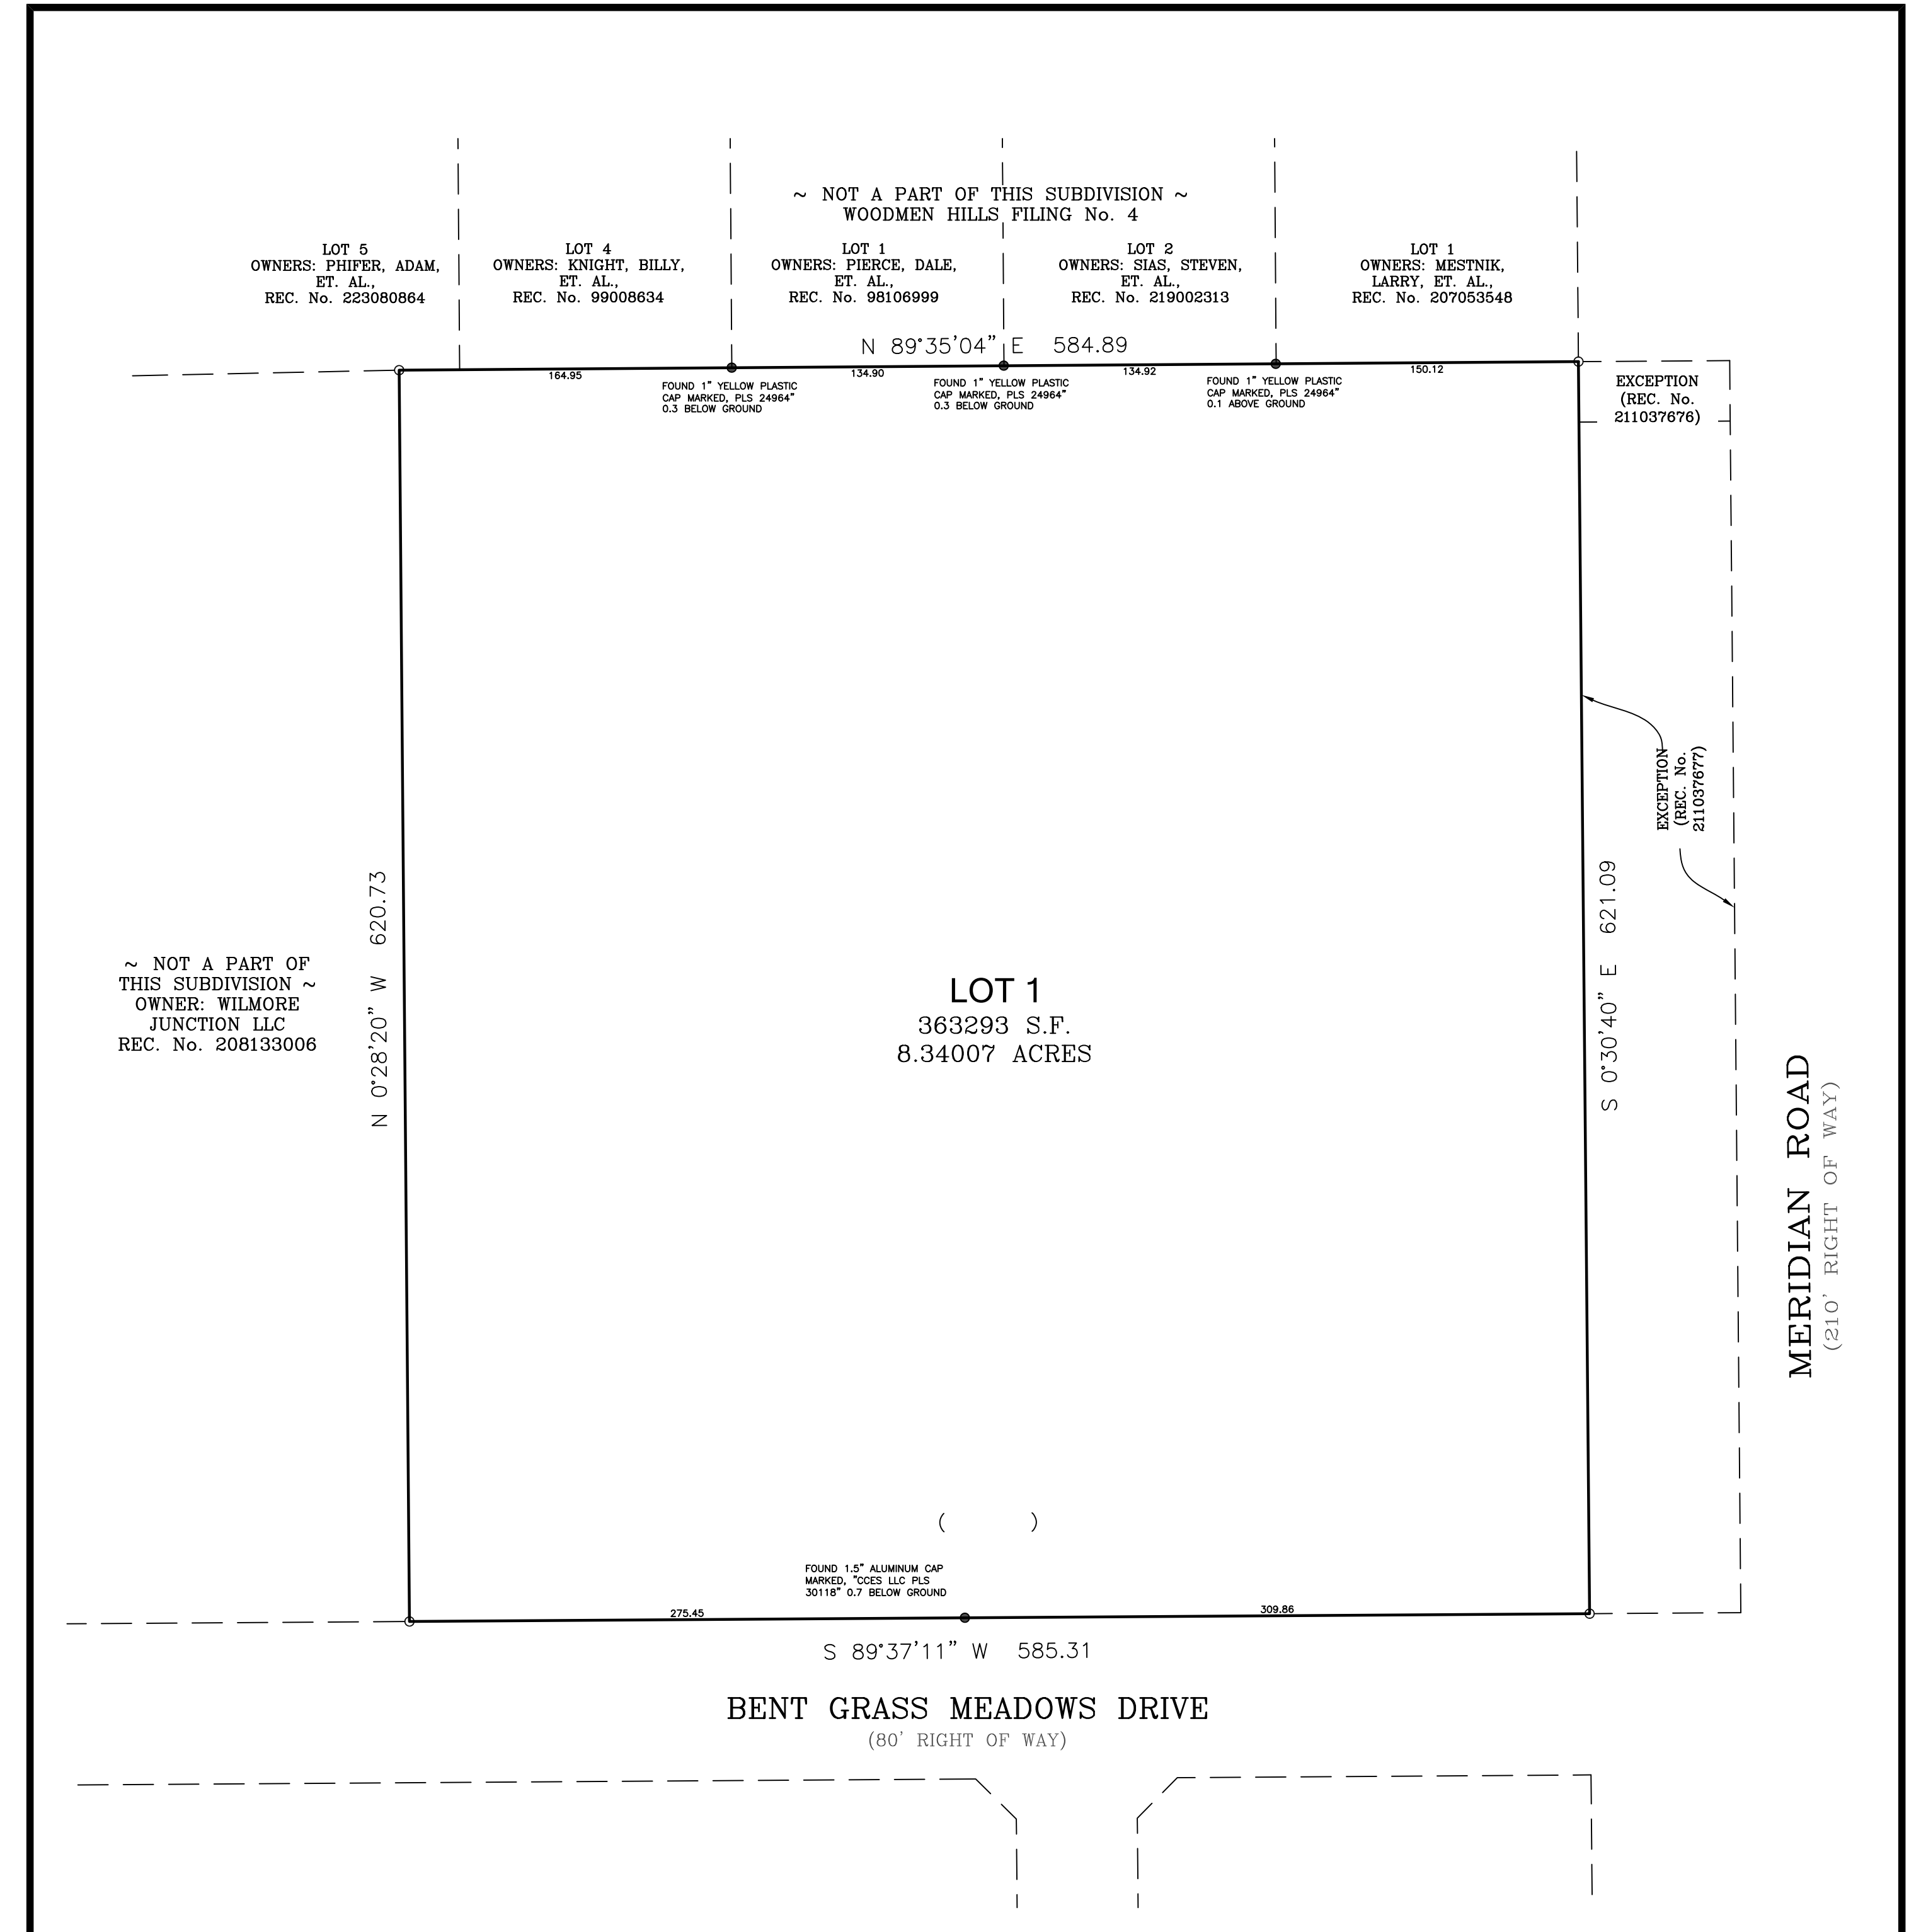 ~ NOT A PART OF THIS SUBDIVISION ~
WOODMEN HILLS FILING No. 4
LOT 5
OWNERS: PHIFER, ADAM,
ET. AL.,
REC. No. 223080864
LOT 4
OWNERS: KNIGHT, BILLY,
ET. AL.,
REC. No. 99008634
LOT 1
OWNERS: PIERCE, DALE,
ET. AL.,
REC. No. 98106999
LOT 2
OWNERS: SIAS, STEVEN,
ET. AL.,
REC. No. 219002313
LOT 1
OWNERS: MESTNIK,
LARRY, ET. AL.,
REC. No. 207053548
N 89°35'04" E 584.89
164.95
134.90
134.92
150.12
FOUND 1" YELLOW PLASTIC
CAP MARKED, PLS 24964"
0.3 BELOW GROUND
FOUND 1" YELLOW PLASTIC
CAP MARKED, PLS 24964"
0.3 BELOW GROUND
FOUND 1" YELLOW PLASTIC
CAP MARKED, PLS 24964"
0.1 ABOVE GROUND
EXCEPTION
(REC. No.
211037676)
EXCEPTION
(REC. No.
211037677)
N 0°28'20" W 620.73
S 0°30'40" E 621.09
~ NOT A PART OF
THIS SUBDIVISION ~
OWNER: WILMORE
JUNCTION LLC
REC. No. 208133006
LOT 1
363293 S.F.
8.34007 ACRES
MERIDIAN ROAD
(210' RIGHT OF WAY)
( )
FOUND 1.5" ALUMINUM CAP
MARKED, "CCES LLC PLS
30118" 0.7 BELOW GROUND
275.45
309.86
S 89°37'11" W 585.31
BENT GRASS MEADOWS DRIVE
(80' RIGHT OF WAY)